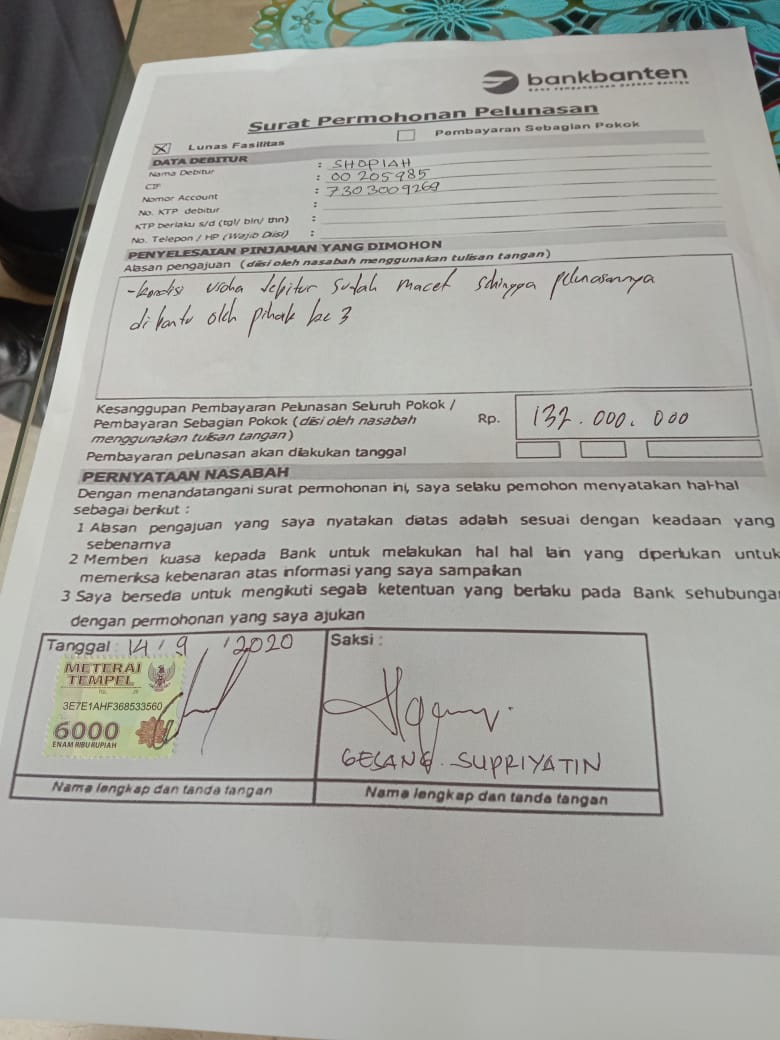 bankbanten
BANK PEMBANGUNAN DAERAH BANTEN
Surat Permohonan Pelunasan
Lunas Fasilitas
Pembayaran Sebagian Pokok
DATA DEBITUR
Nama Debitur : SHOPIAH
CIF : 00 205985
Nomor Account : 7303009269
No. KTP debitur :
KTP berlaku s/d (tgl/ bln/ thn) :
No. Telepon / HP (Wajib Diisi) :
PENYELESAIAN PINJAMAN YANG DIMOHON
Alasan pengajuan (diisi oleh nasabah menggunakan tulisan tangan)
-kondisi usaha debitur sudah macet sehingga pelunasannya
di bantu oleh pihak ke 3
Kesanggupan Pembayaran Pelunasan Seluruh Pokok /
Pembayaran Sebagian Pokok (diisi oleh nasabah
menggunakan tulisan tangan)
Rp. 132.000.000
Pembayaran pelunasan akan dilakukan tanggal
PERNYATAAN NASABAH
Dengan menandatangani surat permohonan ini, saya selaku pemohon menyatakan hal-hal
sebagai berikut :
1 Alasan pengajuan yang saya nyatakan diatas adalah sesuai dengan keadaan yang
sebenarnya
2 Memberi kuasa kepada Bank untuk melakukan hal hal lain yang diperlukan untuk
memeriksa kebenaran atas informasi yang saya sampaikan
3 Saya bersedia untuk mengikuti segala ketentuan yang berlaku pada Bank sehubungan
dengan permohonan yang saya ajukan
Tanggal : 14 / 9 / 2020
Saksi :
METERAI
TEMPEL
3E7E1AHF368533560
6000
ENAM RIBU RUPIAH
GESANG SUPRIYATIN
Nama lengkap dan tanda tangan
Nama lengkap dan tanda tangan